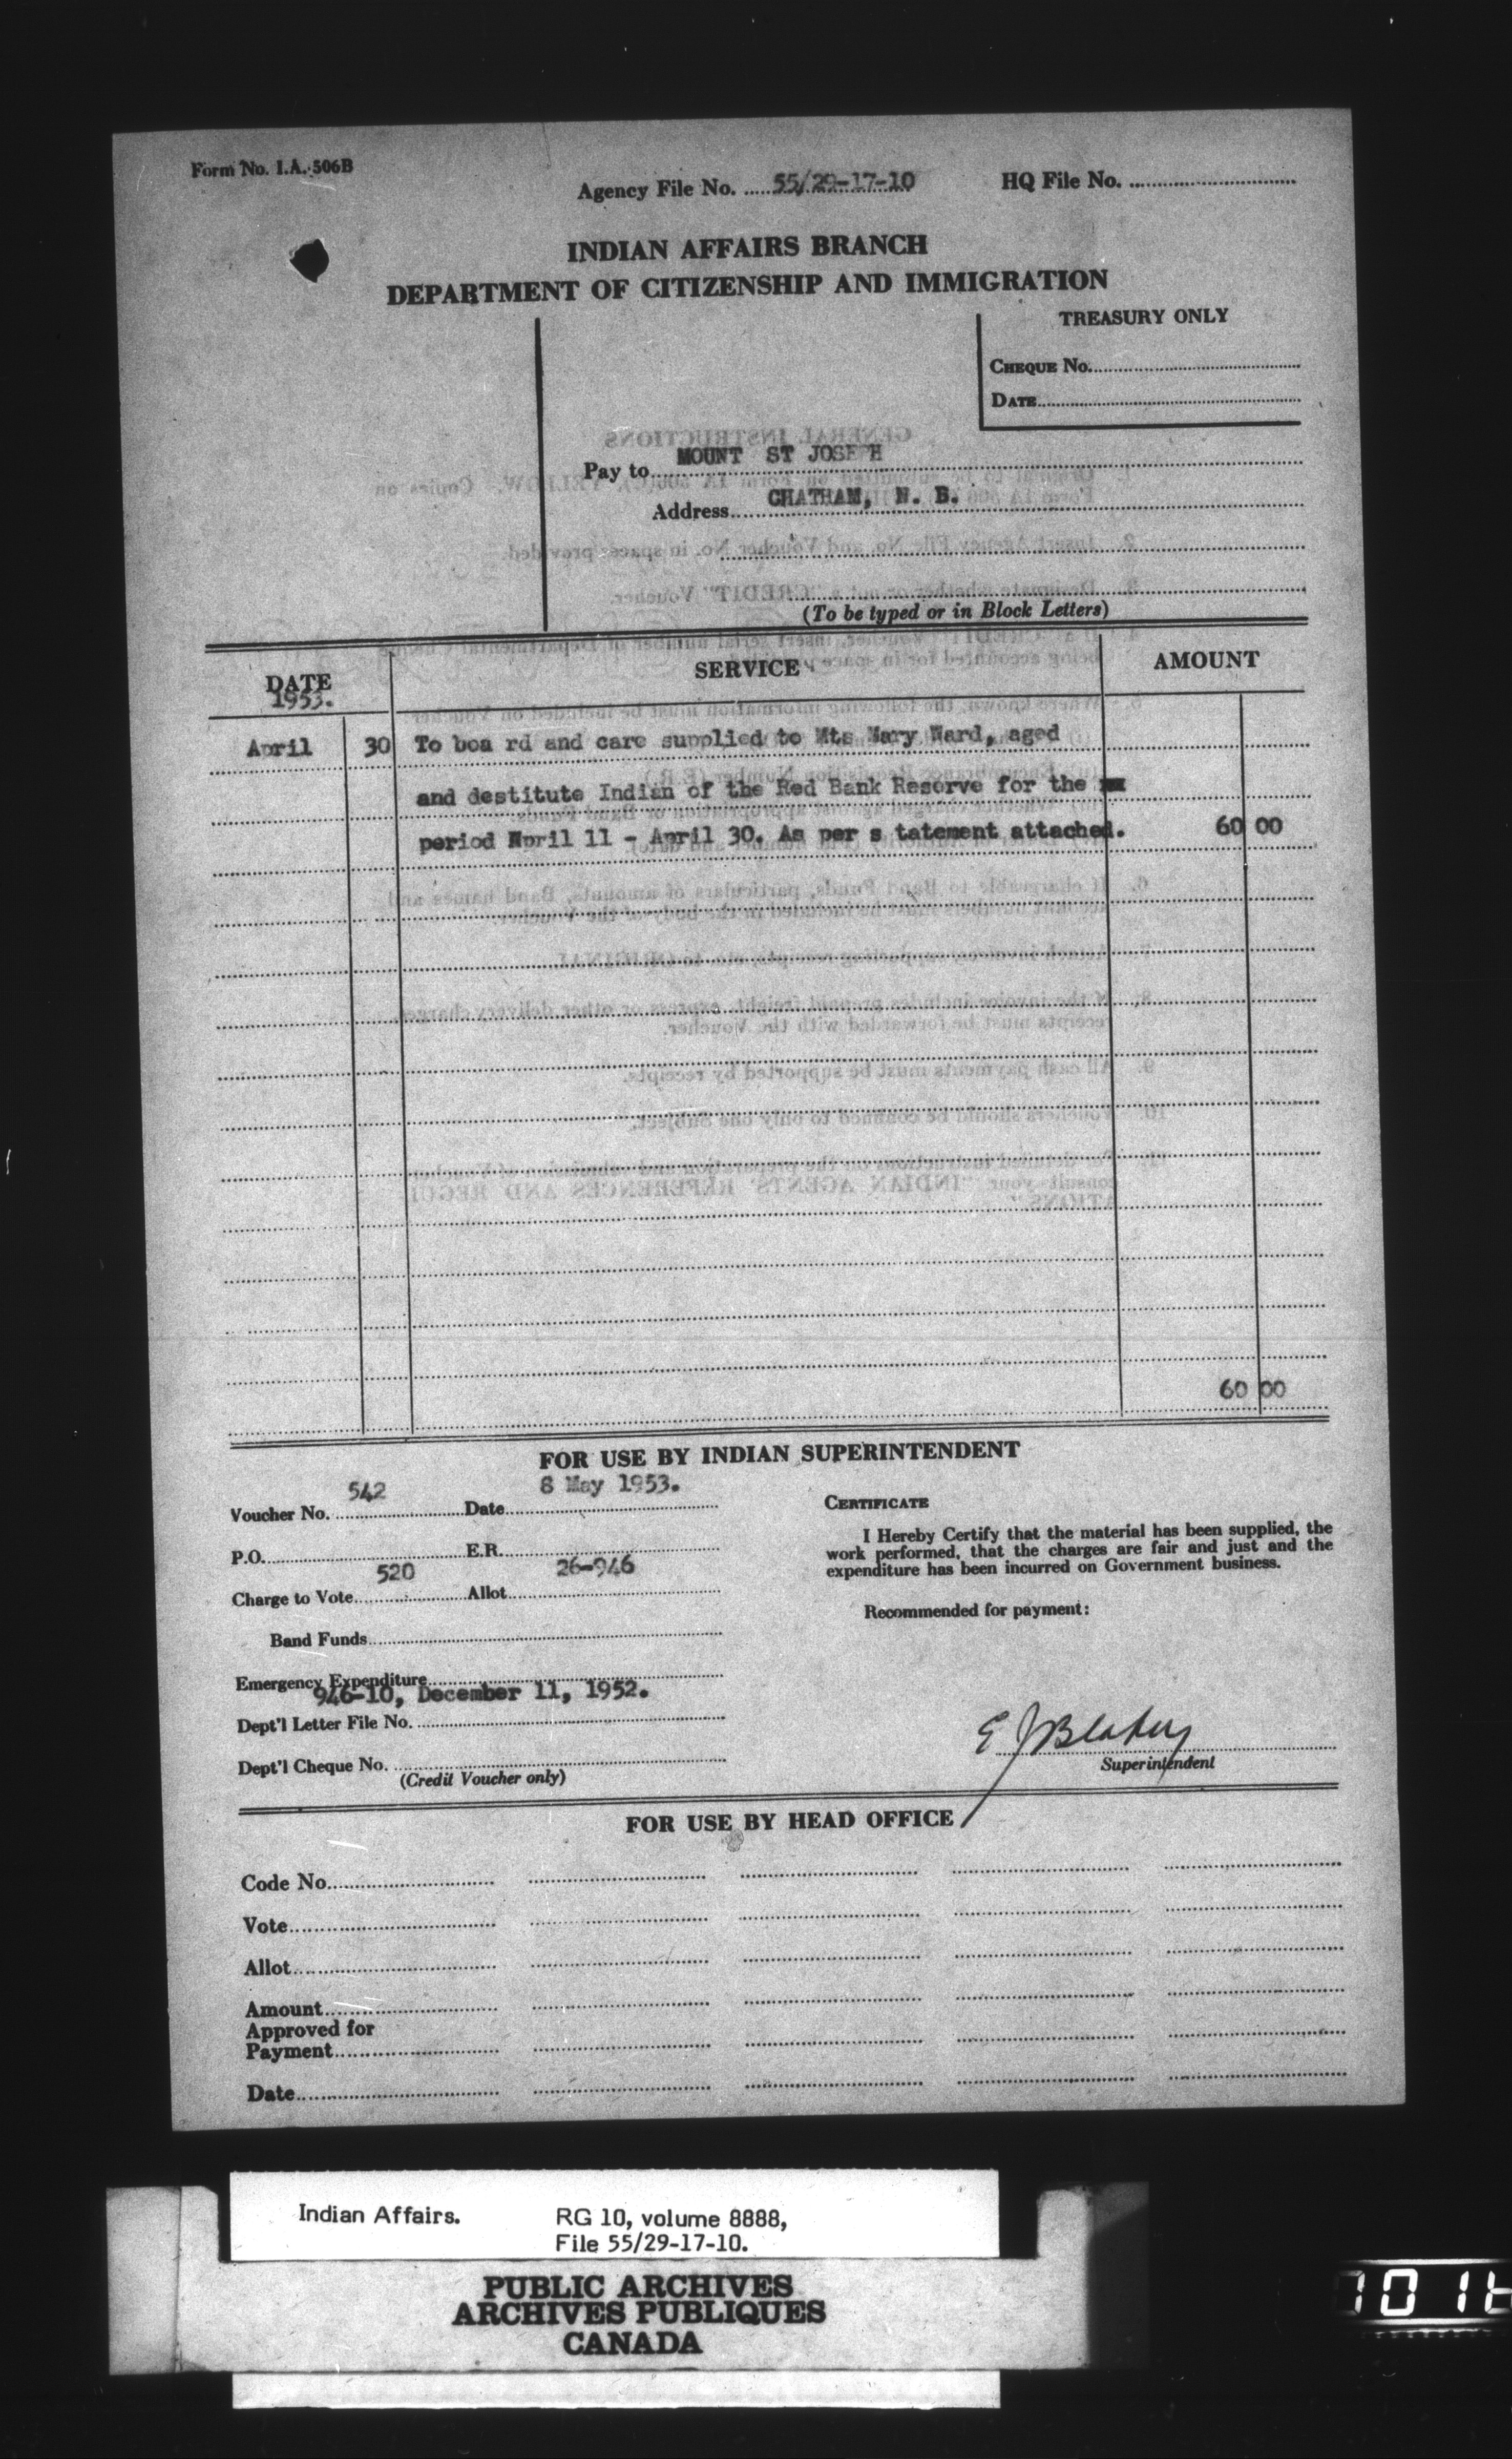 Form No. I.A. 506B
Agency File No. 55/29-17-10 HQ File No.
INDIAN AFFAIRS BRANCH
DEPARTMENT OF CITIZENSHIP AND IMMIGRATION
TREASURY ONLY
CHEQUE No.
DATE
Pay to MOUNT ST JOSEPH
Address CHATHAM, N. B.
(To be typed or in Block Letters)
DATE SERVICE AMOUNT
1953.
April 30 To boa rd and care supplied to Mts Mary Ward, aged
and destitute Indian of the Red Bank Reserve for the
period April 11 - April 30. As per s tatement attached. 60 00
60 00
FOR USE BY INDIAN SUPERINTENDENT
Voucher No. 542 Date 8 May 1953.
P.O. E.R.
Charge to Vote 520 Allot. 26-946
Band Funds
Emergency Expenditure
946-10, December 11, 1952.
Dept'l Letter File No.
Dept'l Cheque No.
(Credit Voucher only)
CERTIFICATE
I Hereby Certify that the material has been supplied, the
work performed, that the charges are fair and just and the
expenditure has been incurred on Government business.
Recommended for payment:
Superintendent
FOR USE BY HEAD OFFICE
Code No.
Vote
Allot.
Amount
Approved for
Payment
Date
Indian Affairs. RG 10, volume 8888,
File 55/29-17-10.
PUBLIC ARCHIVES
ARCHIVES PUBLIQUES
CANADA